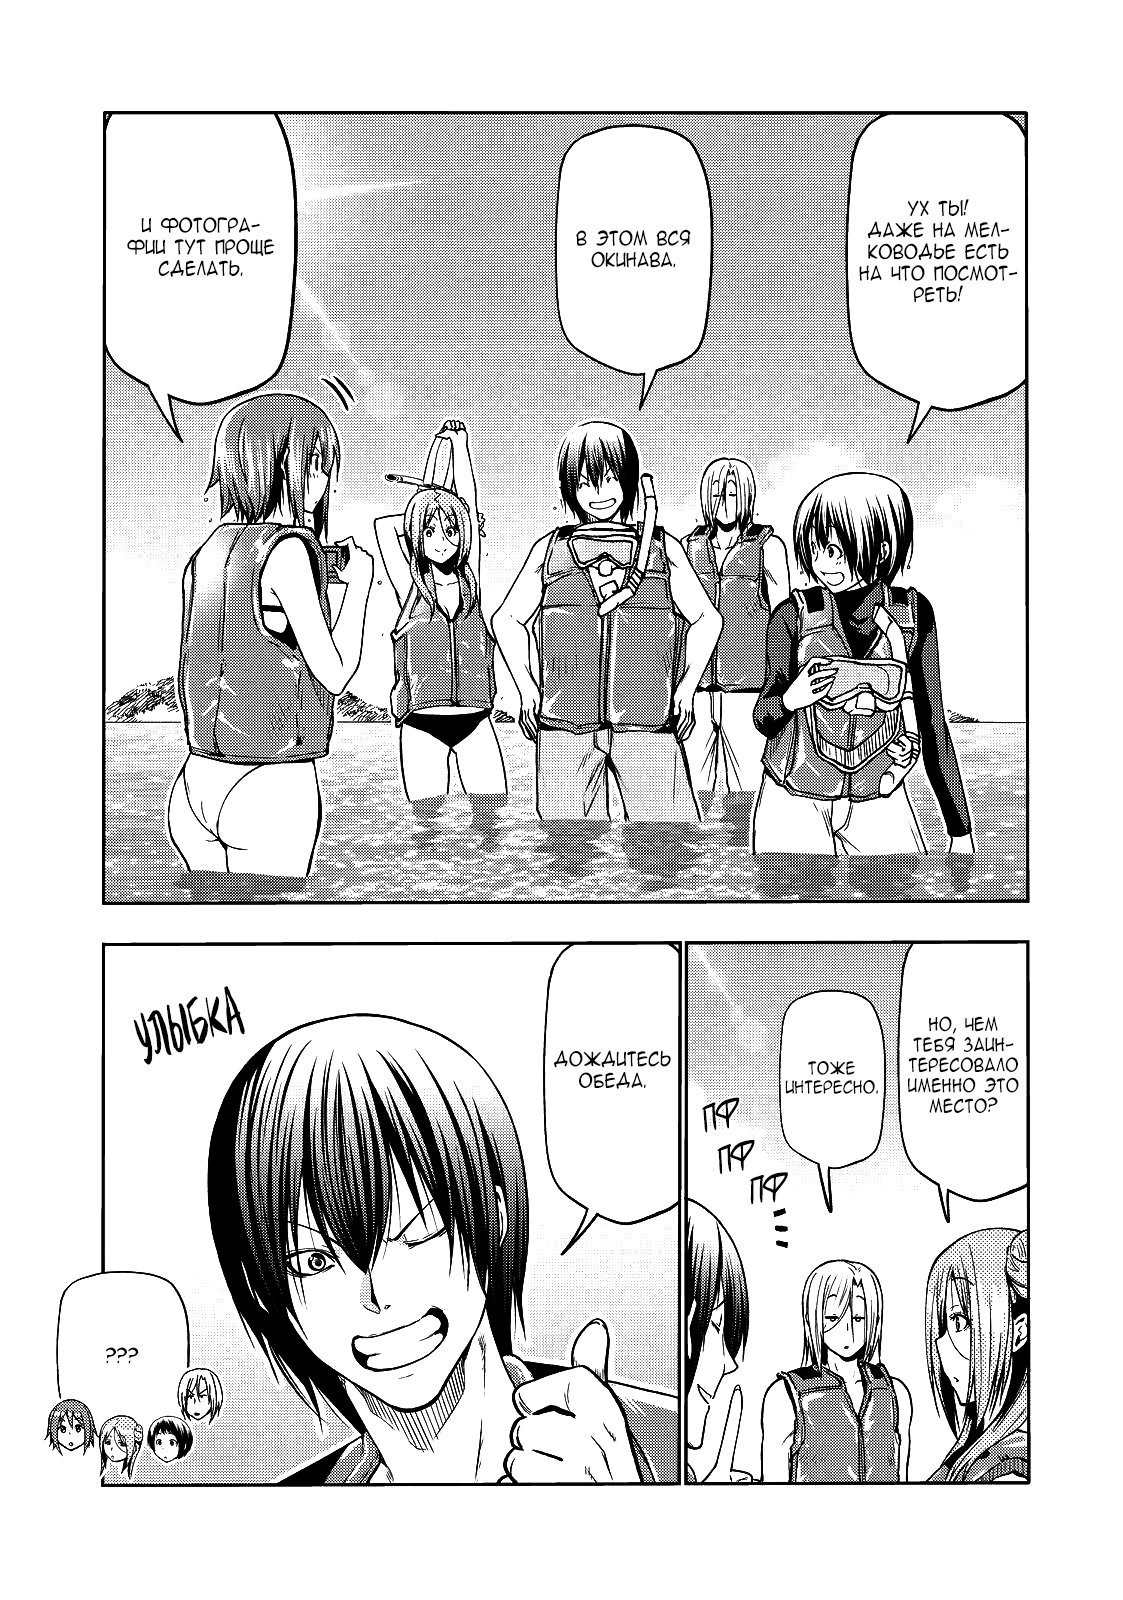 УХ ТЫ!
ДАЖЕ НА МЕЛ-
КОВОДЬЕ ЕСТЬ
НА ЧТО ПОСМОТ-
РЕТЬ!
В ЭТОМ ВСЯ
ОКИНАВА.
И ФОТОГРА-
ФИИ ТУТ ПРОЩЕ
СДЕЛАТЬ.
НО, ЧЕМ
ТЕБЯ ЗАИН-
ТЕРЕСОВАЛО
ИМЕННО ЭТО
МЕСТО?
ТОЖЕ
ИНТЕРЕСНО.
ПФ
ПФ
ПФ
ДОЖДИТЕСЬ
ОБЕДА.
УЛЫБКА
???